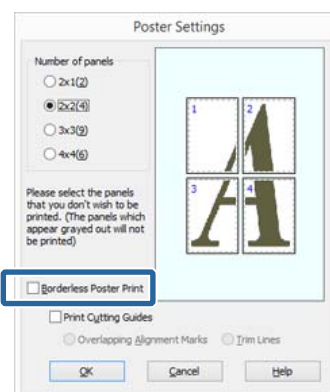 Poster Settings
Number of panels
2x1(2)
2x2(4)
3x3(9)
4x4(6)
1
2
3
4
Please select the panels
that you don't wish to be
printed. (The panels which
appear grayed out will not
be printed)
Borderless Poster Print
Print Cutting Guides
Overlapping Alignment Marks
Trim Lines
OK
Cancel
Help